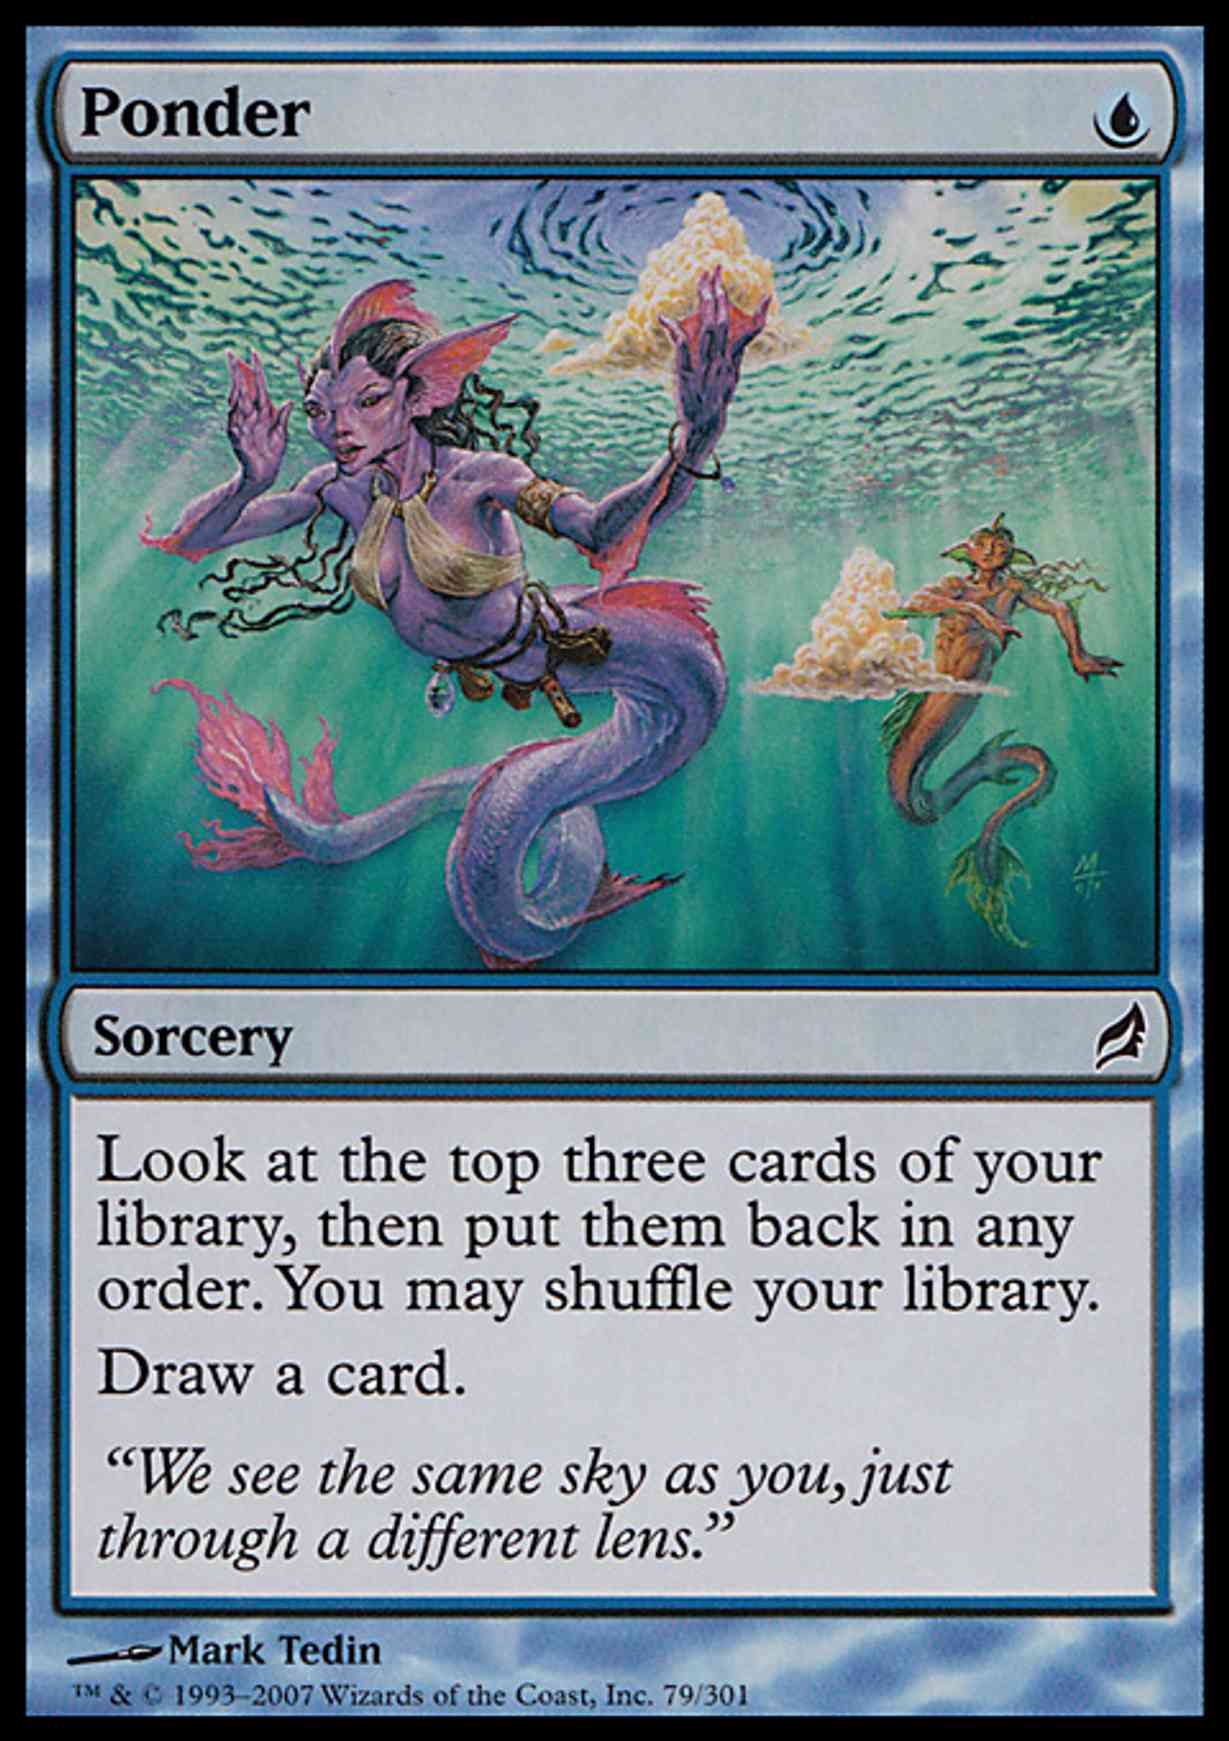 Ponder
Sorcery
Look at the top three cards of your
library, then put them back in any
order. You may shuffle your library.
Draw a card.
“We see the same sky as you, just
through a different lens.”
Mark Tedin
™ & © 1993–2007 Wizards of the Coast, Inc. 79/301